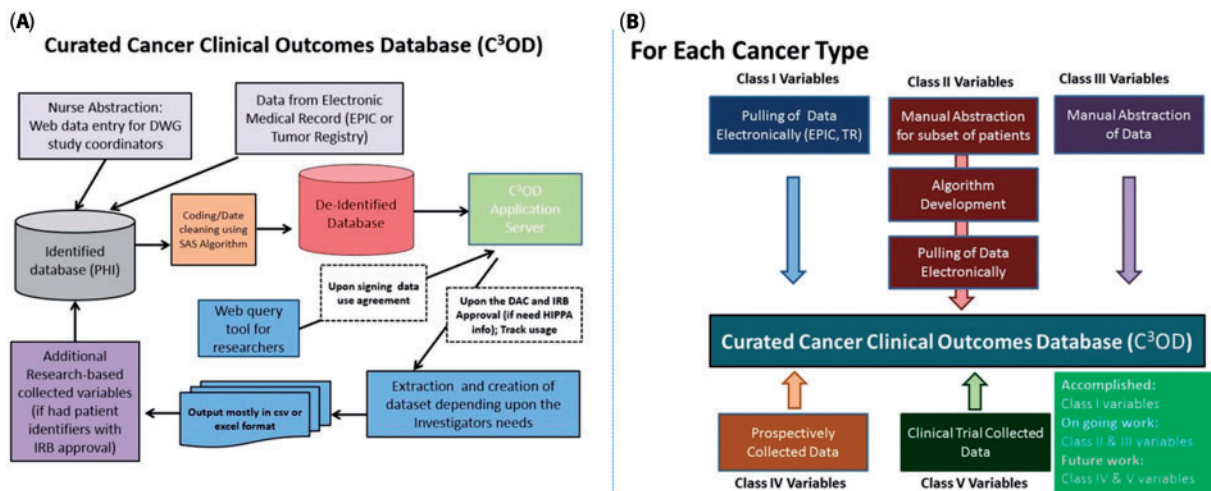 (A)
Curated Cancer Clinical Outcomes Database (C³OD)
Nurse Abstraction:
Web data entry for DWG
study coordinators
Data from Electronic
Medical Record (EPIC or
Tumor Registry)
Identified
database (PHI)
Coding/Date
cleaning using
SAS Algorithm
De-Identified
Database
C³OD
Application
Server
Upon signing data
use agreement
Upon the DAC and IRB
Approval (if need HIPPA
info); Track usage
Web query
tool for
researchers
Additional
Research-based
collected variables
(if had patient
identifiers with
IRB approval)
Output mostly in csv or
excel format
Extraction and creation of
dataset depending upon the
Investigators needs
(B)
For Each Cancer Type
Class I Variables
Class II Variables
Class III Variables
Pulling of Data
Electronically (EPIC, TR)
Manual Abstraction
for subset of patients
Manual Abstraction
of Data
Algorithm
Development
Pulling of Data
Electronically
Curated Cancer Clinical Outcomes Database (C³OD)
Prospectively
Collected Data
Class IV Variables
Clinical Trial Collected
Data
Class V Variables
Accomplished:
Class I variables
On going work:
Class II & III variables
Future work:
Class IV & V variables